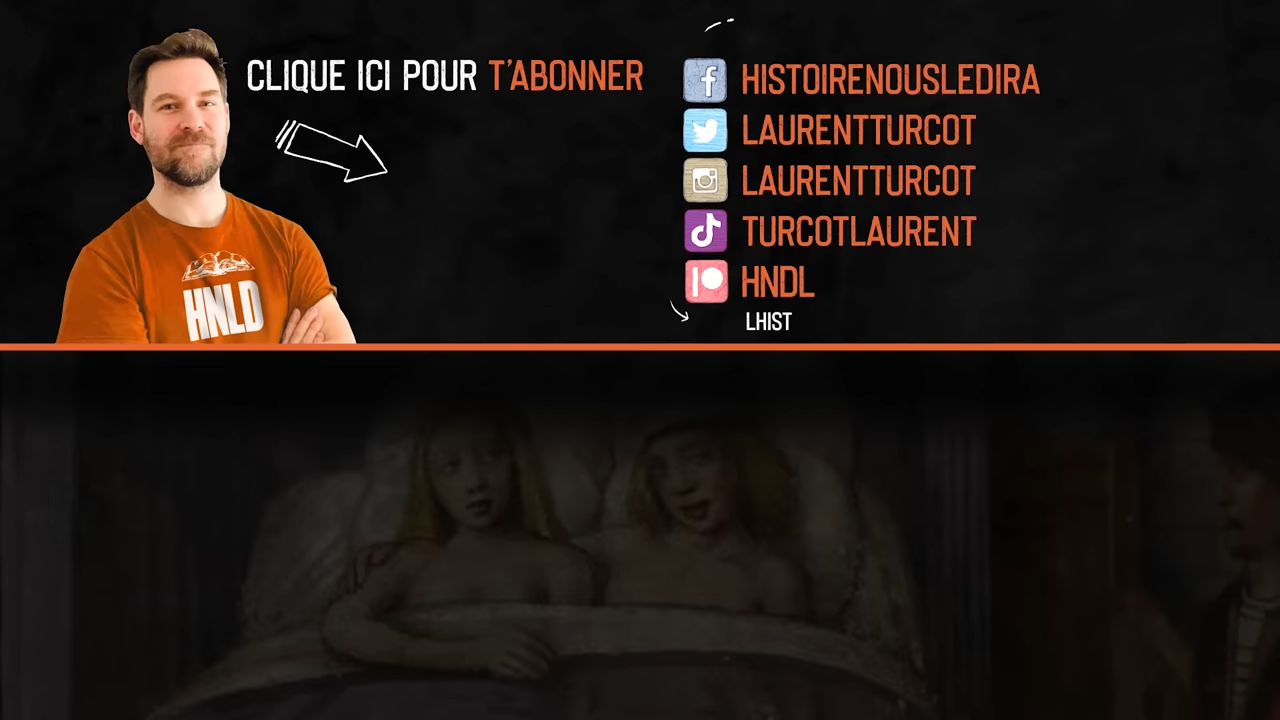 CLIQUE ICI POUR T'ABONNER
HISTOIRENOUSLEDIRA
LAURENTTURCOT
LAURENTTURCOT
TURCOTLAURENT
HNDL
LHIST
HNLD